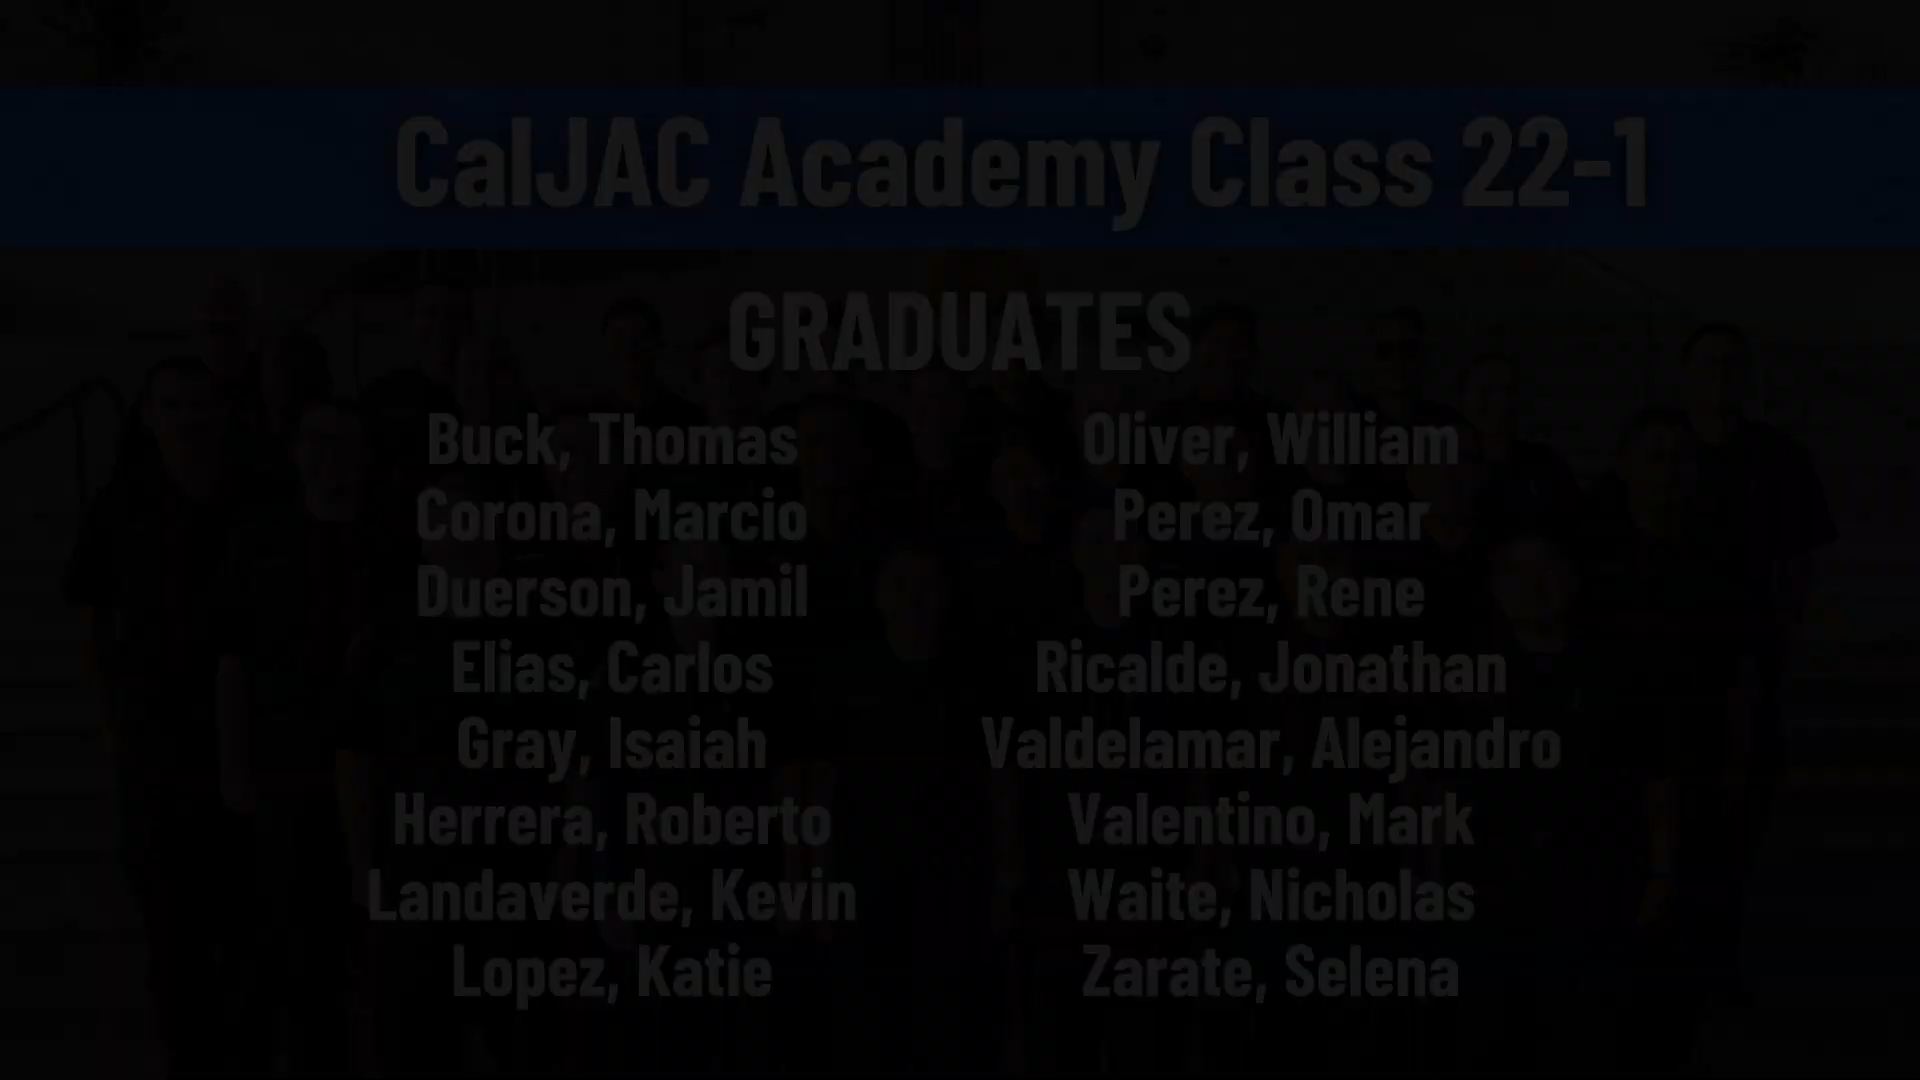 CalJAC Academy Class 22-1
GRADUATES
Buck, Thomas
Corona, Marcio
Duerson, Jamil
Elias, Carlos
Gray, Isaiah
Herrera, Roberto
Landaverde, Kevin
Lopez, Katie
Oliver, William
Perez, Omar
Perez, Rene
Ricalde, Jonathan
Valdelamar, Alejandro
Valentino, Mark
Waite, Nicholas
Zarate, Selena